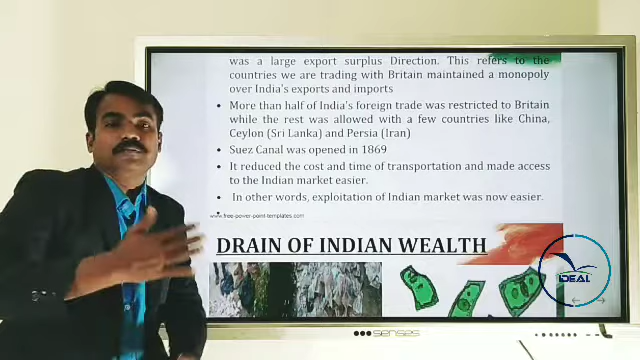 was a large export surplus Direction. This refers to the
countries we are trading with Britain maintained a monopoly
over India's exports and imports
• More than half of India's foreign trade was restricted to Britain
while the rest was allowed with a few countries like China,
Ceylon (Sri Lanka) and Persia (Iran)
• Suez Canal was opened in 1869
• It reduced the cost and time of transportation and made access
to the Indian market easier.
• In other words, exploitation of Indian market was now easier.
www.free-power-point-templates.com
DRAIN OF INDIAN WEALTH
IDEAL
senses